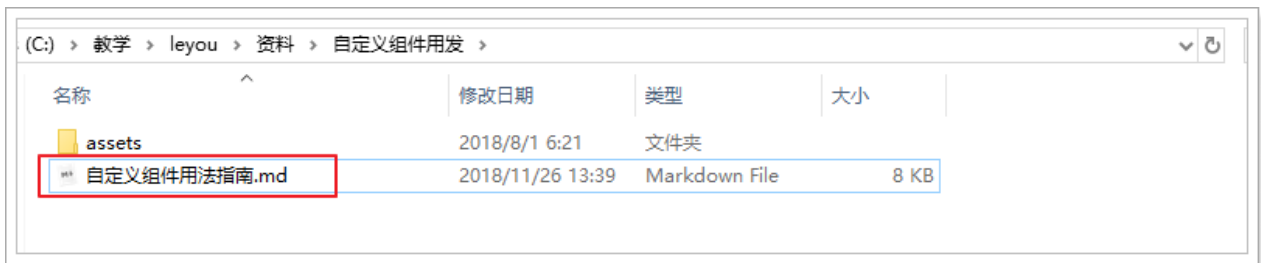 (C:) › 教学 › leyou › 资料 › 自定义组件用发 ›
名称 修改日期 类型 大小
assets 2018/8/1 6:21 文件夹
自定义组件用法指南.md 2018/11/26 13:39 Markdown File 8 KB